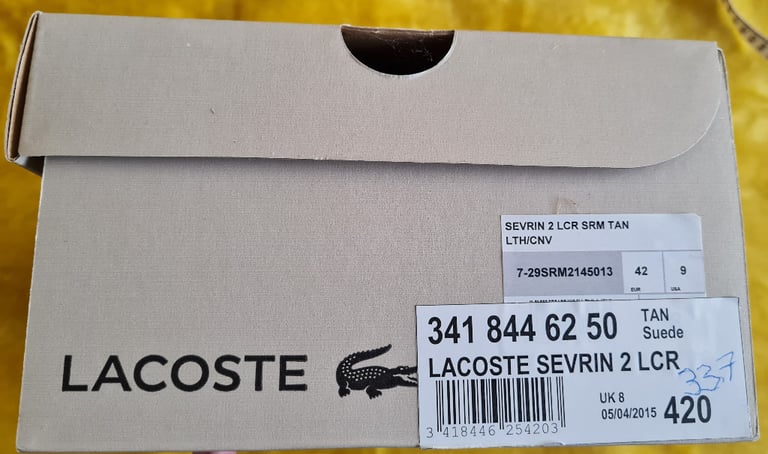 SEVRIN 2 LCR SRM TAN
LTH/CNV
7-29SRM2145013 42 9
EUR USA
341 844 62 50 TAN
Suede
LACOSTE SEVRIN 2 LCR
337
UK 8
05/04/2015 420
3 418446 254203
LACOSTE